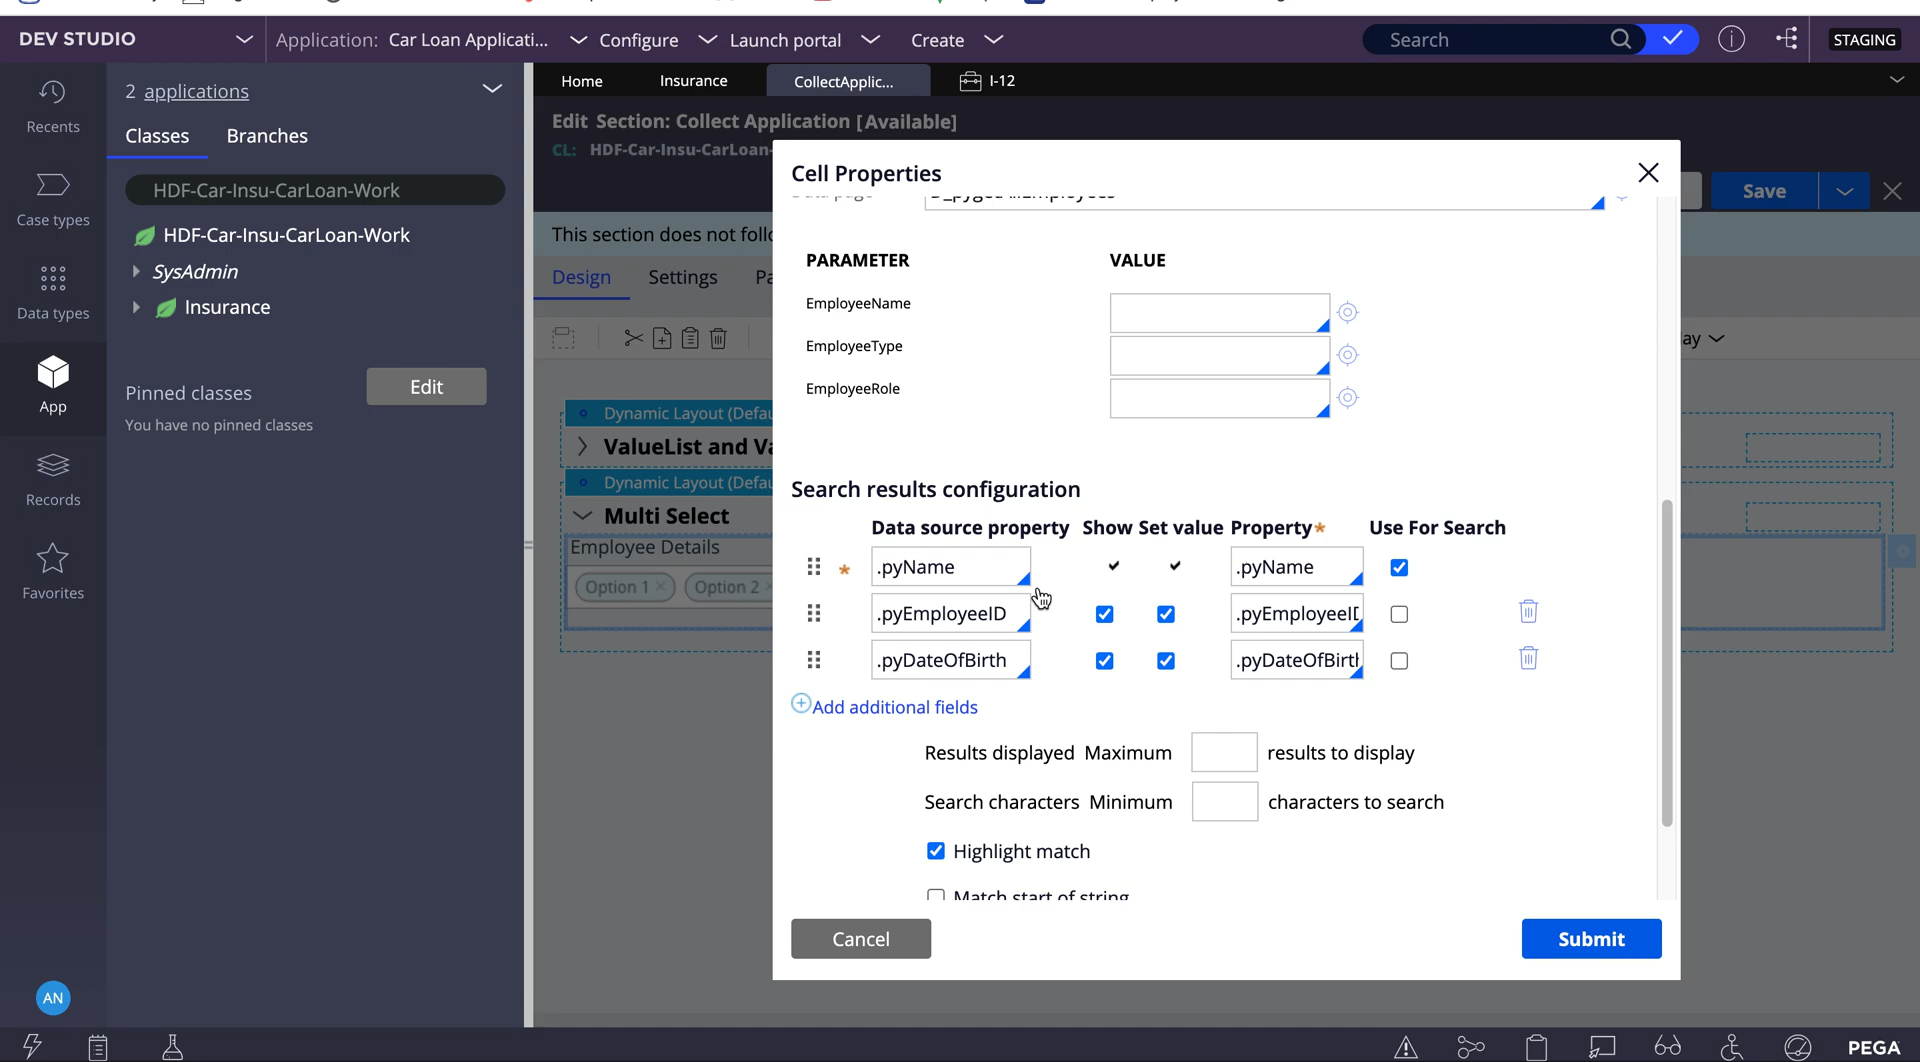 DEV STUDIO
Application: Car Loan Applicati...
Configure
Launch portal
Create
Search
STAGING
Recents
Case types
Data types
App
Records
Favorites
AN
2 applications
Classes
Branches
HDF-Car-Insu-CarLoan-Work
HDF-Car-Insu-CarLoan-Work
SysAdmin
Insurance
Pinned classes
Edit
You have no pinned classes
Home
Insurance
CollectApplic...
I-12
Edit Section: Collect Application [Available]
CL: HDF-Car-Insu-CarLoan-
Save
This section does not follo
Design
Settings
Pa
ay
Dynamic Layout (Defau
ValueList and Va
Dynamic Layout (Defau
Multi Select
Employee Details
Option 1 ×
Option 2 ×
Cell Properties
PARAMETER VALUE
EmployeeName
EmployeeType
EmployeeRole
Search results configuration
Data source property Show Set value Property* Use For Search
* .pyName .pyName
.pyEmployeeID .pyEmployeeID
.pyDateOfBirth .pyDateOfBirth
Add additional fields
Results displayed Maximum results to display
Search characters Minimum characters to search
Highlight match
Match start of string
Cancel
Submit
PEGA